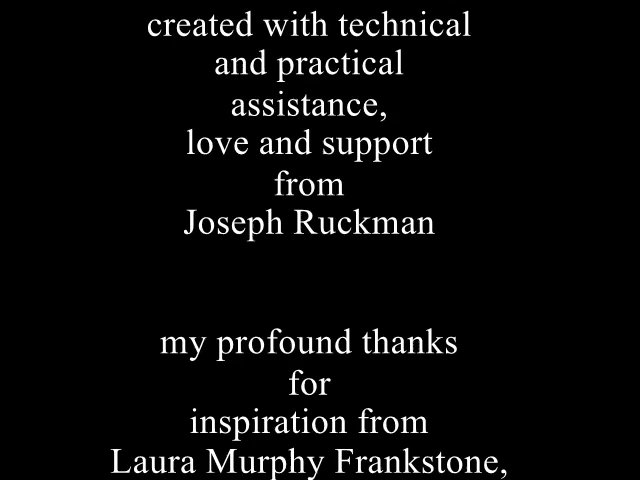 created with technical
and practical
assistance,
love and support
from
Joseph Ruckman
my profound thanks
for
inspiration from
Laura Murphy Frankstone,